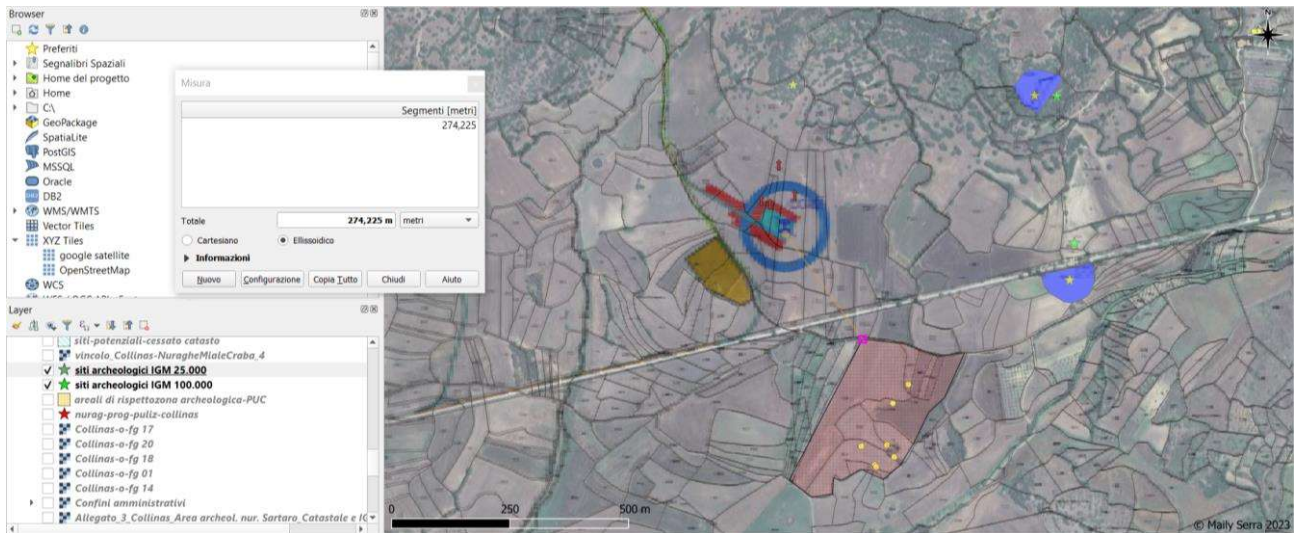 Browser
Preferiti
Segnalibri Spaziali
Home del progetto
Home
C:\
GeoPackage
SpatiaLite
PostGIS
MSSQL
Oracle
DB2
WMS/WMTS
Vector Tiles
XYZ Tiles
google satellite
OpenStreetMap
WCS
Misura
Segmenti [metri]
274,225
Totale
274,225 m
metri
Cartesiano
Ellissoidico
Informazioni
Nuovo
Configurazione
Copia Tutto
Chiudi
Aiuto
Layer
siti-potenziali-cessato catasto
vincolo_Collinas-NuragheMialeCraba_4
siti archeologici IGM 25.000
siti archeologici IGM 100.000
areali di rispettozona archeologica-PUC
nurag-prog-puliz-collinas
Collinas-o-fg 17
Collinas-o-fg 20
Collinas-o-fg 18
Collinas-o-fg 01
Collinas-o-fg 14
Confini amministrativi
Allegato_3_Collinas_Area archeol. nur. Sartaro_Catastale e
0
250
500 m
© Maily Serra 2023